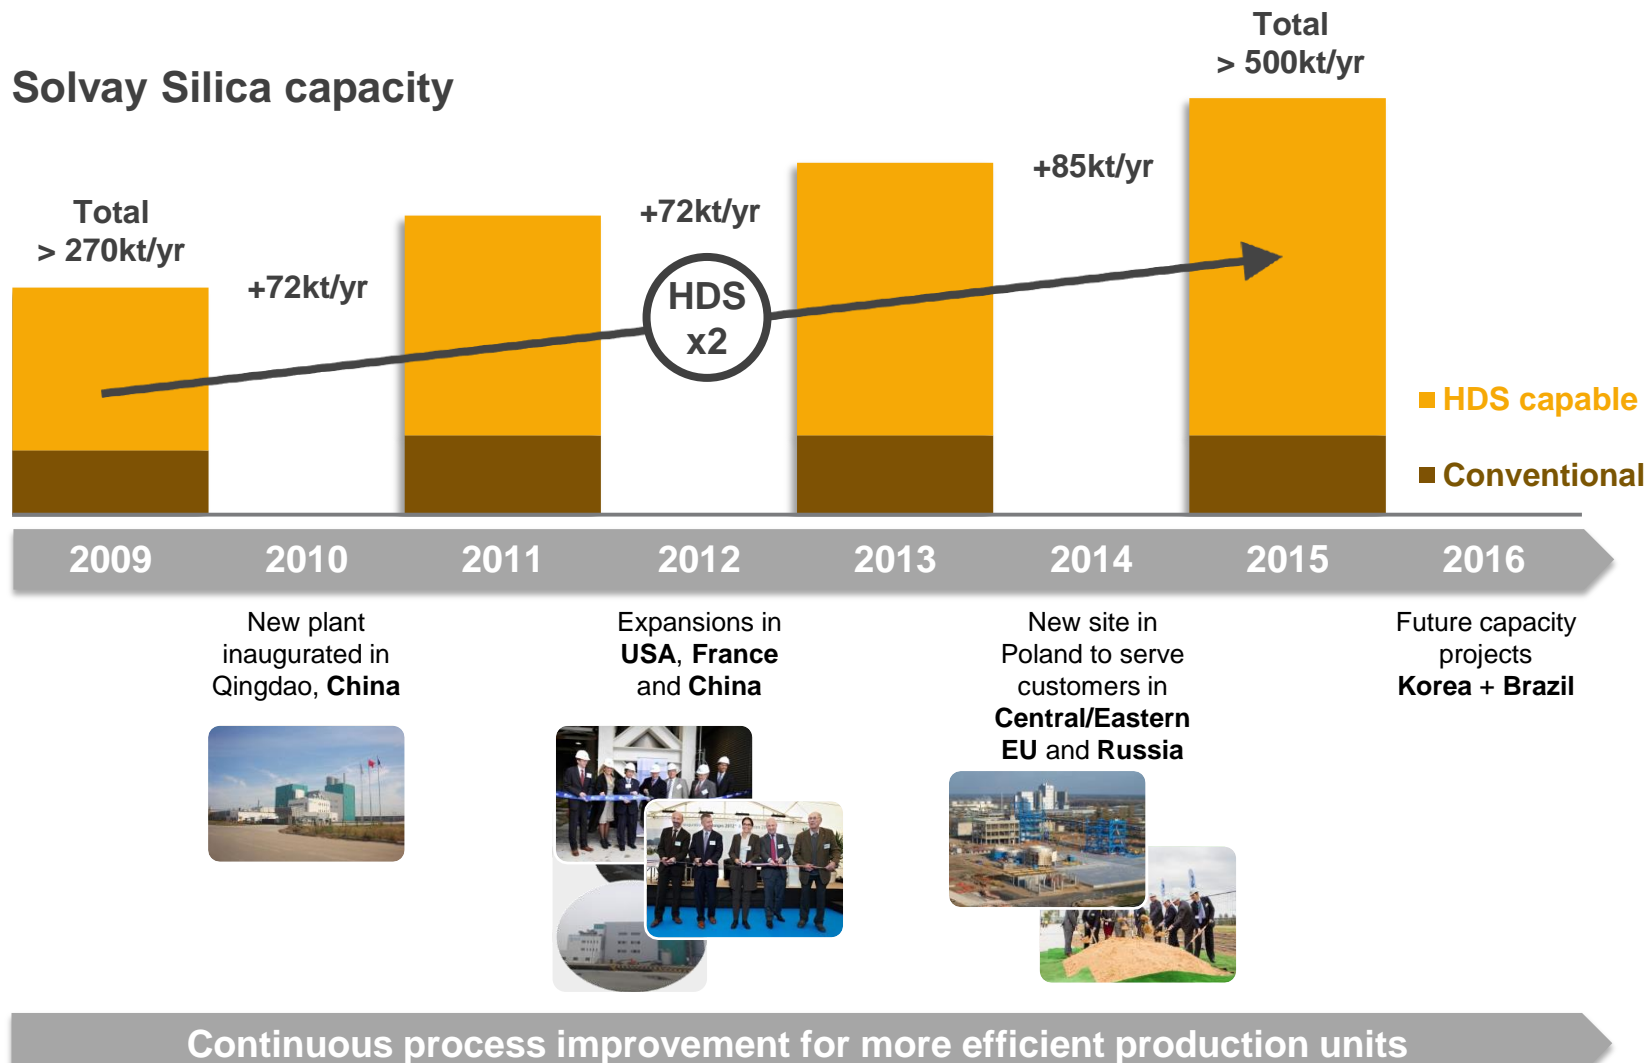 Solvay Silica capacity
Total
> 270kt/yr
+72kt/yr
+72kt/yr
+85kt/yr
Total
> 500kt/yr
HDS
x2
HDS capable
Conventional
2009 2010 2011 2012 2013 2014 2015 2016
New plant
inaugurated in
Qingdao, China
Expansions in
USA, France
and China
New site in
Poland to serve
customers in
Central/Eastern
EU and Russia
Future capacity
projects
Korea + Brazil
Continuous process improvement for more efficient production units